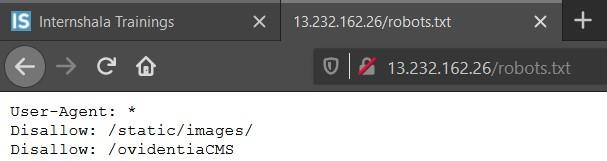 IS Internshala Trainings
13.232.162.26/robots.txt
13.232.162.26/robots.txt
User-Agent: *
Disallow: /static/images/
Disallow: /ovidentiaCMS